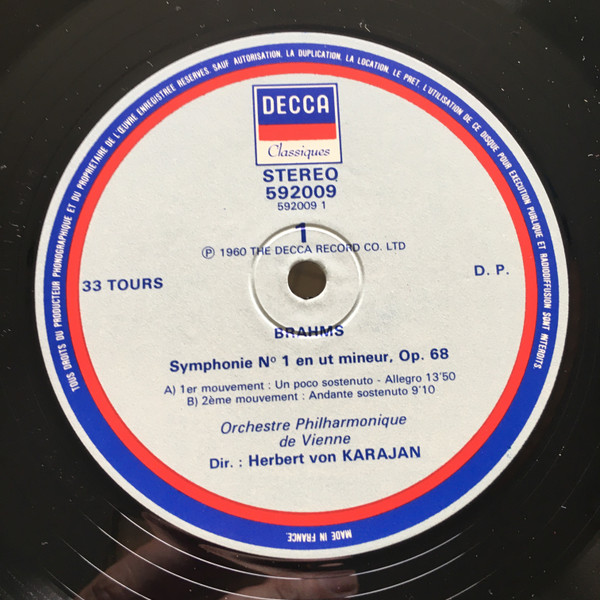 TOUS DROITS DU PRODUCTEUR PHONOGRAPHIQUE ET DU PROPRIETAIRE DE L'ŒUVRE ENREGISTREE RESERVES. SAUF AUTORISATION, LA DUPLICATION, LA LOCATION, LE PRET, L'UTILISATION DE CE DISQUE POUR EXECUTION PUBLIQUE ET RADIODIFFUSION SONT INTERDITS.
DECCA
Classiques
STEREO
592009
592009 1
1
Ⓟ 1960 THE DECCA RECORD CO. LTD
33 TOURS
D. P.
BRAHMS
Symphonie Nº 1 en ut mineur, Op. 68
A) 1er mouvement : Un poco sostenuto - Allegro 13'50
B) 2ème mouvement : Andante sostenuto 9'10
Orchestre Philharmonique
de Vienne
Dir. : Herbert von KARAJAN
MADE IN FRANCE.